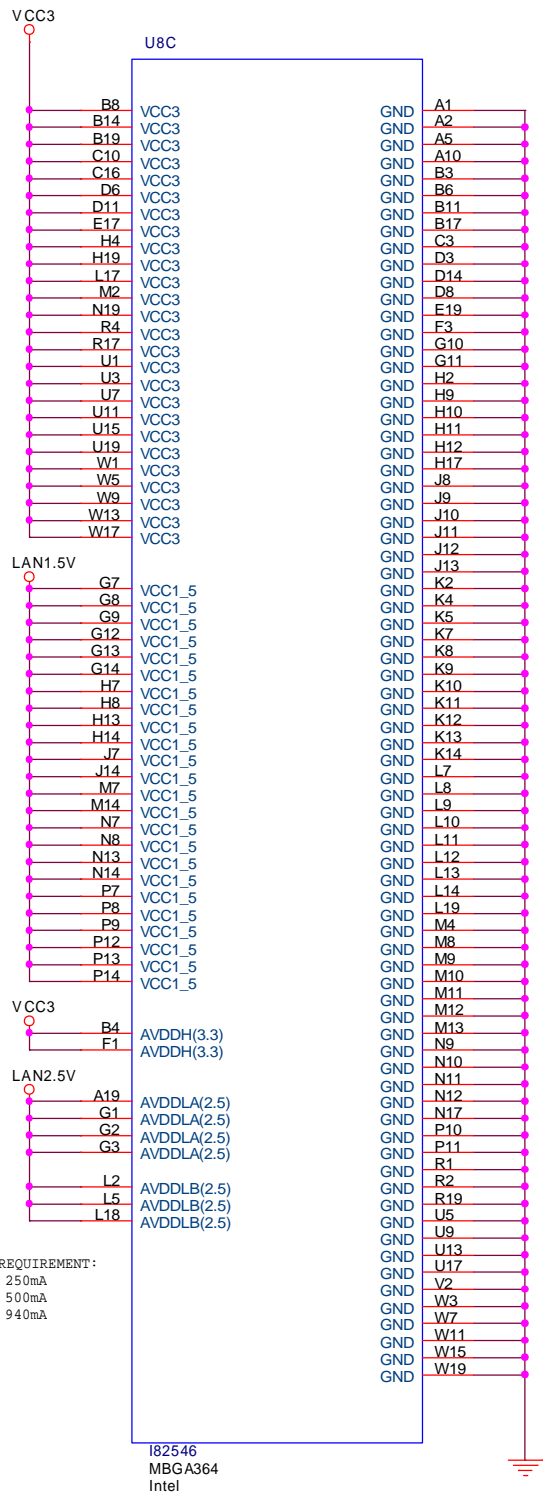 VCC3
U8C
B8 VCC3
B14 VCC3
B19 VCC3
C10 VCC3
C16 VCC3
D6 VCC3
D11 VCC3
E17 VCC3
H4 VCC3
H19 VCC3
L17 VCC3
M2 VCC3
N19 VCC3
R4 VCC3
R17 VCC3
U1 VCC3
U3 VCC3
U7 VCC3
U11 VCC3
U15 VCC3
U19 VCC3
W1 VCC3
W5 VCC3
W9 VCC3
W13 VCC3
W17 VCC3
LAN1.5V
G7 VCC1_5
G8 VCC1_5
G9 VCC1_5
G12 VCC1_5
G13 VCC1_5
G14 VCC1_5
H7 VCC1_5
H8 VCC1_5
H13 VCC1_5
H14 VCC1_5
J7 VCC1_5
J14 VCC1_5
M7 VCC1_5
M14 VCC1_5
N7 VCC1_5
N8 VCC1_5
N13 VCC1_5
N14 VCC1_5
P7 VCC1_5
P8 VCC1_5
P9 VCC1_5
P12 VCC1_5
P13 VCC1_5
P14 VCC1_5
VCC3
B4 AVDDH(3.3)
F1 AVDDH(3.3)
LAN2.5V
A19 AVDDLA(2.5)
G1 AVDDLA(2.5)
G2 AVDDLA(2.5)
G3 AVDDLA(2.5)
L2 AVDDLB(2.5)
L5 AVDDLB(2.5)
L18 AVDDLB(2.5)
REQUIREMENT:
250mA
500mA
940mA
GND A1
GND A2
GND A5
GND A10
GND B3
GND B6
GND B11
GND B17
GND C3
GND D3
GND D14
GND D8
GND E19
GND F3
GND G10
GND G11
GND H2
GND H9
GND H10
GND H11
GND H12
GND H17
GND J8
GND J9
GND J10
GND J11
GND J12
GND J13
GND K2
GND K4
GND K5
GND K7
GND K8
GND K9
GND K10
GND K11
GND K12
GND K13
GND K14
GND L7
GND L8
GND L9
GND L10
GND L11
GND L12
GND L13
GND L14
GND L19
GND M4
GND M8
GND M9
GND M10
GND M11
GND M12
GND M13
GND N9
GND N10
GND N11
GND N12
GND N17
GND P10
GND P11
GND R1
GND R2
GND R19
GND U5
GND U9
GND U13
GND U17
GND V2
GND W3
GND W7
GND W11
GND W15
GND W19
I82546
MBGA364
Intel